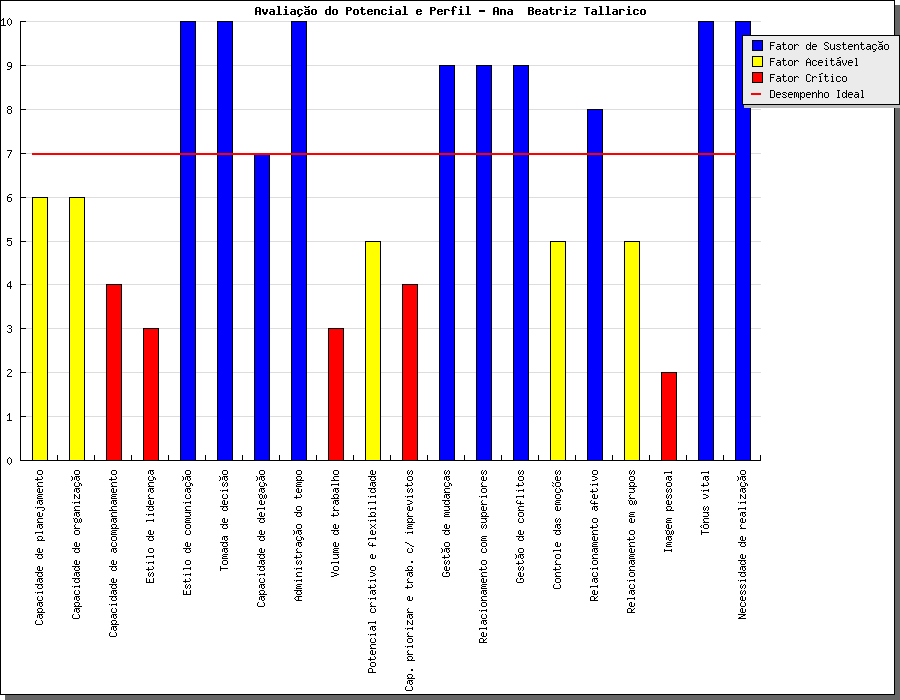 Avaliação do Potencial e Perfil - Ana  Beatriz Tallarico
Fator de Sustentação
Fator Aceitável
Fator Crítico
Desempenho Ideal
10
9
8
7
6
5
4
3
2
1
0
Capacidade de planejamento
Capacidade de organização
Capacidade de acompanhamento
Estilo de liderança
Estilo de comunicação
Tomada de decisão
Capacidade de delegação
Administração do tempo
Volume de trabalho
Potencial criativo e flexibilidade
Cap. priorizar e trab. c/ imprevistos
Gestão de mudanças
Relacionamento com superiores
Gestão de conflitos
Controle das emoções
Relacionamento afetivo
Relacionamento em grupos
Imagem pessoal
Tônus vital
Necessidade de realização